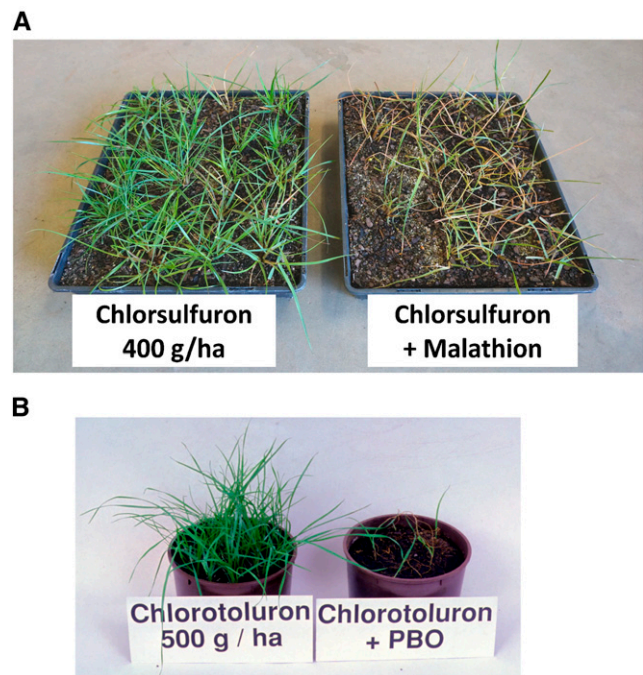 A
Chlorsulfuron
400 g/ha
Chlorsulfuron
+ Malathion
B
Chlorotoluron
500 g / ha
Chlorotoluron
+ PBO